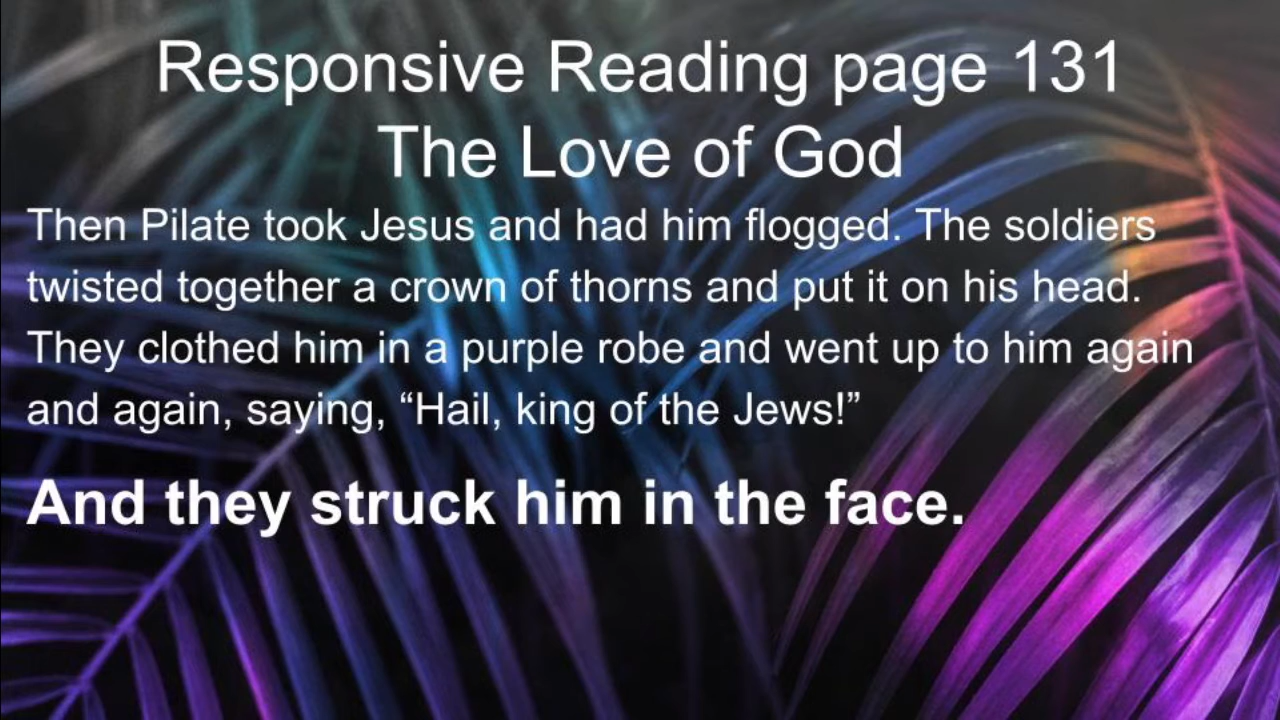 Responsive Reading page 131
The Love of God
Then Pilate took Jesus and had him flogged. The soldiers
twisted together a crown of thorns and put it on his head.
They clothed him in a purple robe and went up to him again
and again, saying, “Hail, king of the Jews!”
And they struck him in the face.